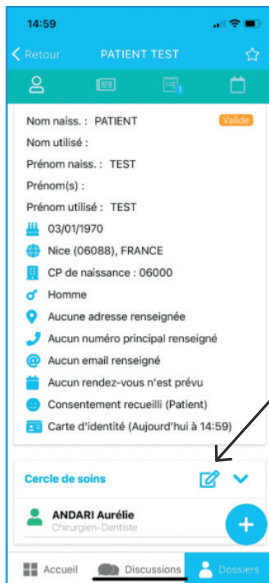 14:59
Retour PATIENT TEST
1
Nom naiss. : PATIENT Valide
Nom utilisé :
Prénom naiss. : TEST
Prénom(s) :
Prénom utilisé : TEST
03/01/1970
Nice (06088), FRANCE
CP de naissance : 06000
Homme
Aucune adresse renseignée
Aucun numéro principal renseigné
Aucun email renseigné
Aucun rendez-vous n'est prévu
Consentement recueilli (Patient)
Carte d'identité (Aujourd'hui à 14:59)
Cercle de soins
ANDARI Aurélie
Chirurgien-Dentiste
Accueil Discussions Dossiers